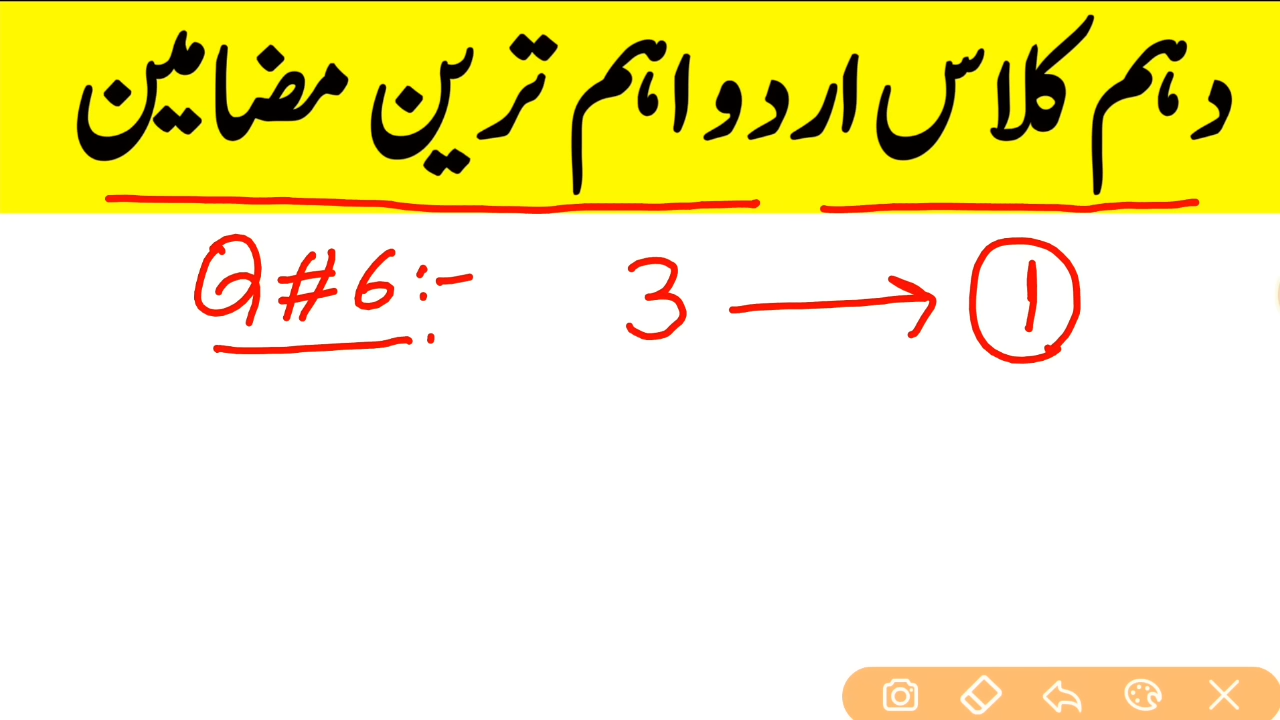 دہم کلاس اردو اہم ترین مضامین
Q#6:- 3 → 1